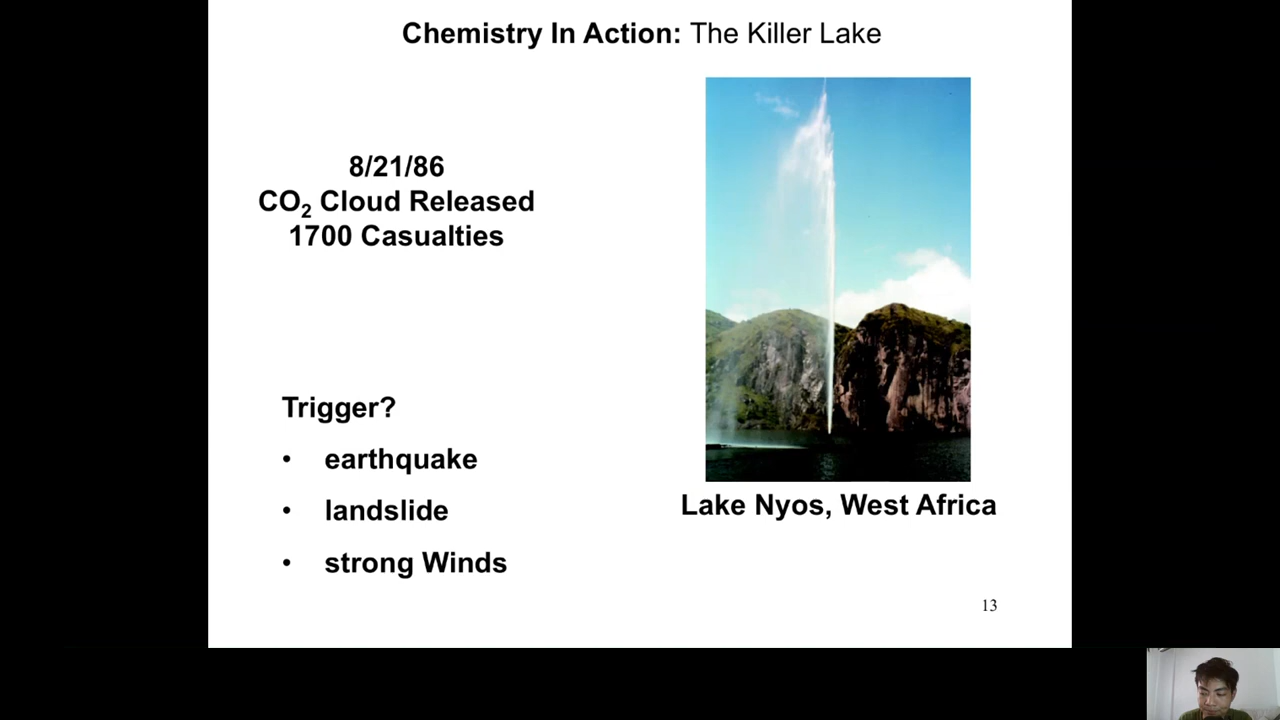 Chemistry In Action: The Killer Lake
8/21/86
CO₂ Cloud Released
1700 Casualties
Trigger?
• earthquake
• landslide
• strong Winds
Lake Nyos, West Africa
13